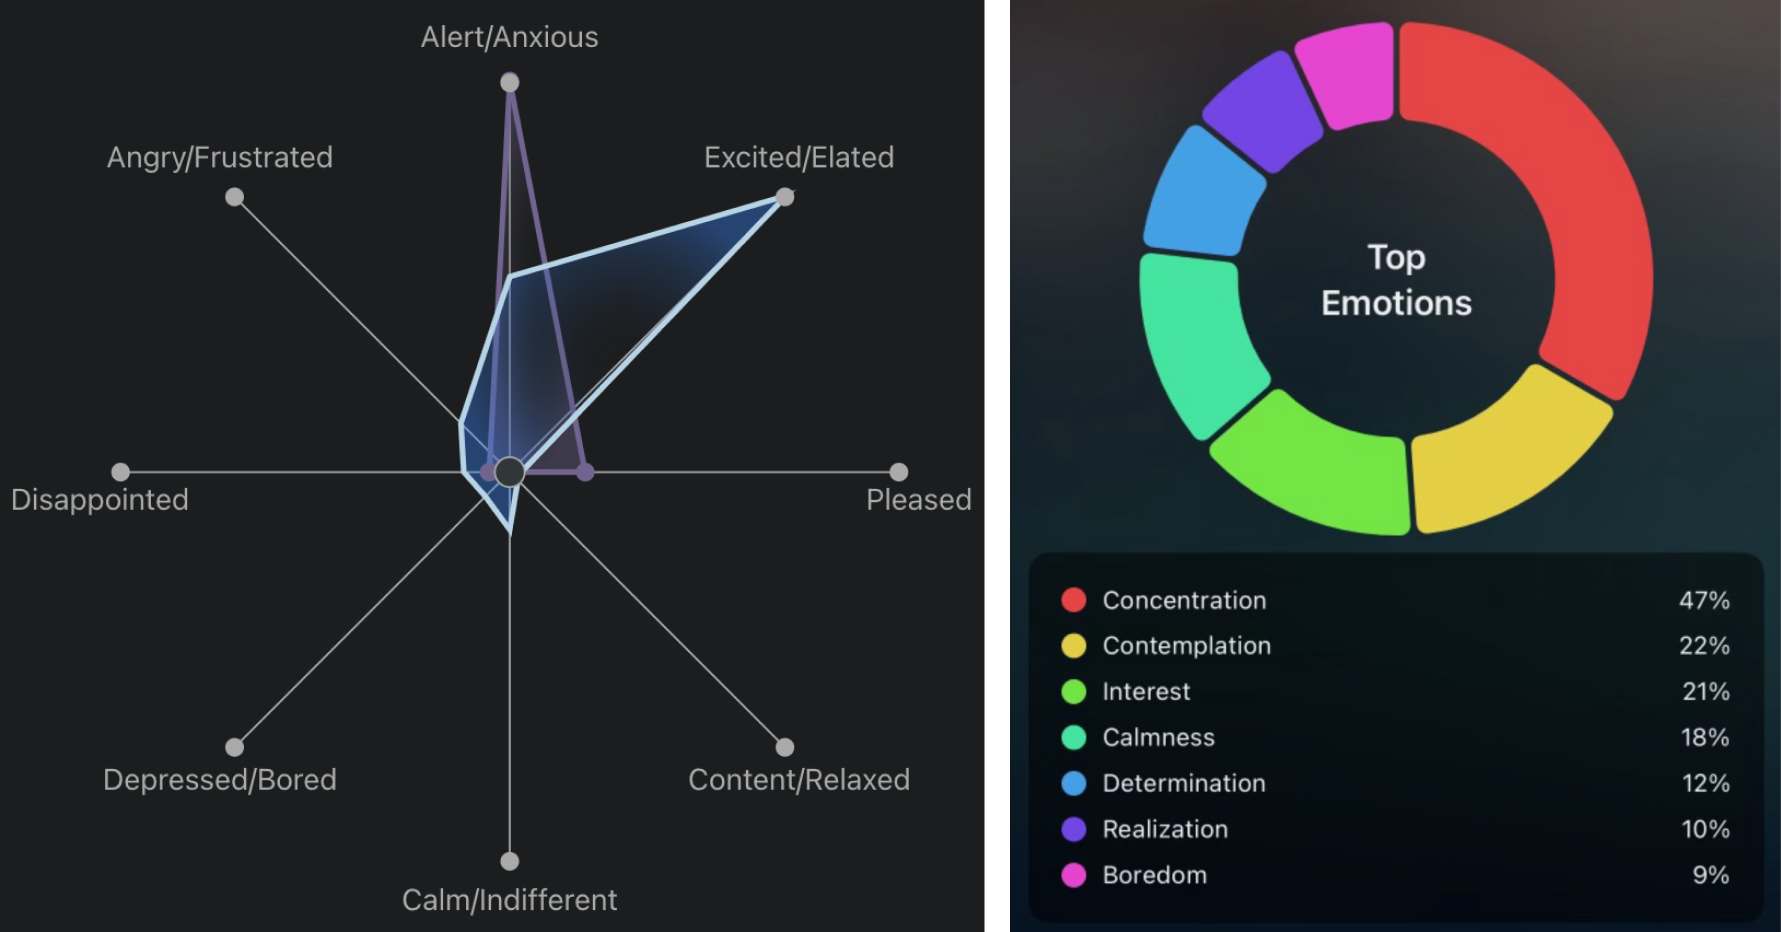 Alert/Anxious
Angry/Frustrated
Excited/Elated
Disappointed
Pleased
Depressed/Bored
Content/Relaxed
Calm/Indifferent
Top
Emotions
Concentration 47%
Contemplation 22%
Interest 21%
Calmness 18%
Determination 12%
Realization 10%
Boredom 9%